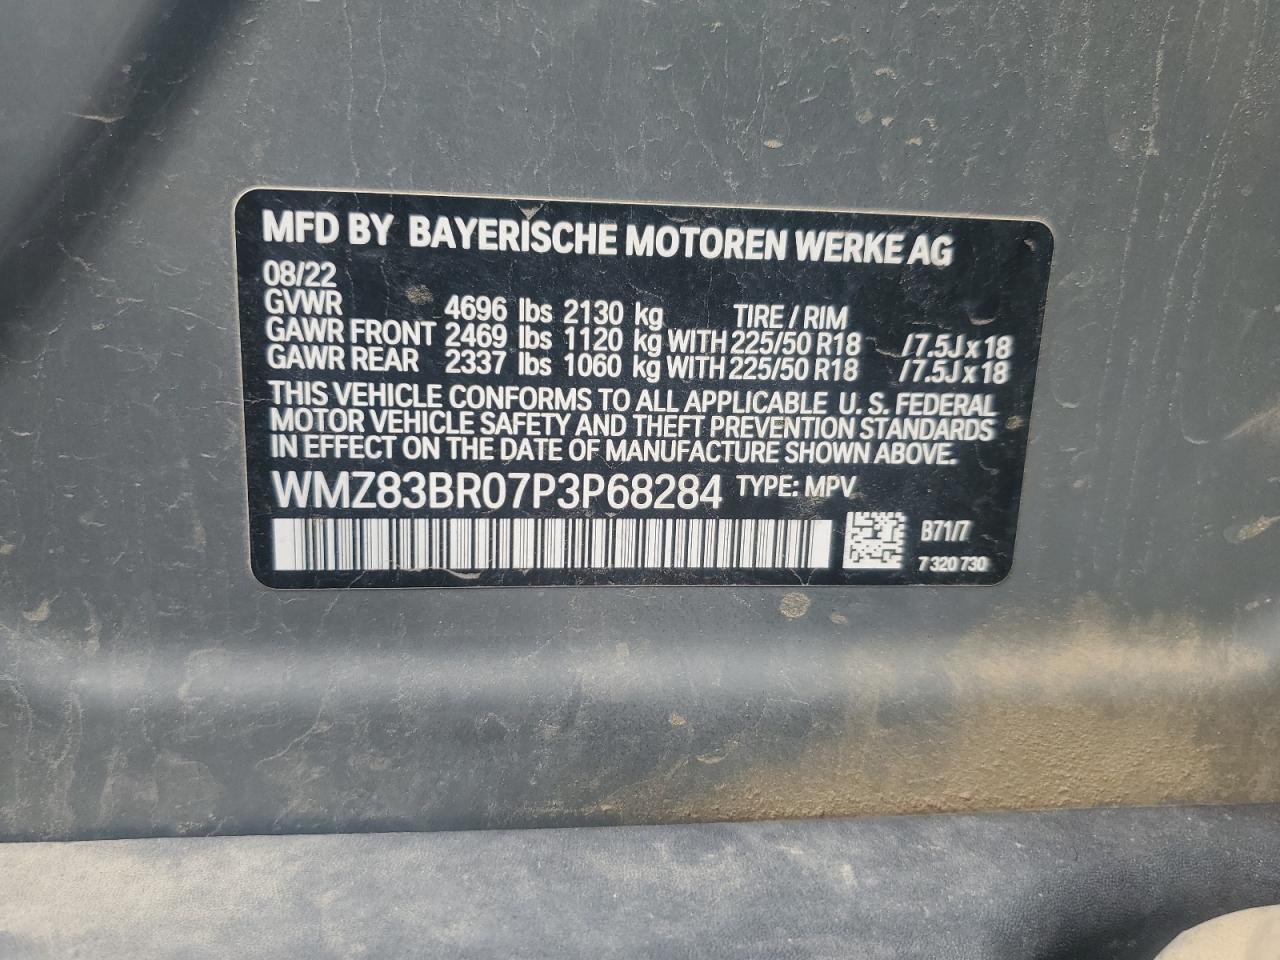 MFD BY BAYERISCHE MOTOREN WERKE AG
08/22
GVWR 4696 lbs 2130 kg TIRE / RIM
GAWR FRONT 2469 lbs 1120 kg WITH 225/50 R18 /7.5J x 18
GAWR REAR 2337 lbs 1060 kg WITH 225/50 R18 /7.5J x 18
THIS VEHICLE CONFORMS TO ALL APPLICABLE U. S. FEDERAL
MOTOR VEHICLE SAFETY AND THEFT PREVENTION STANDARDS
IN EFFECT ON THE DATE OF MANUFACTURE SHOWN ABOVE.
WMZ83BR07P3P68284 TYPE: MPV
B71/7
7 320 730